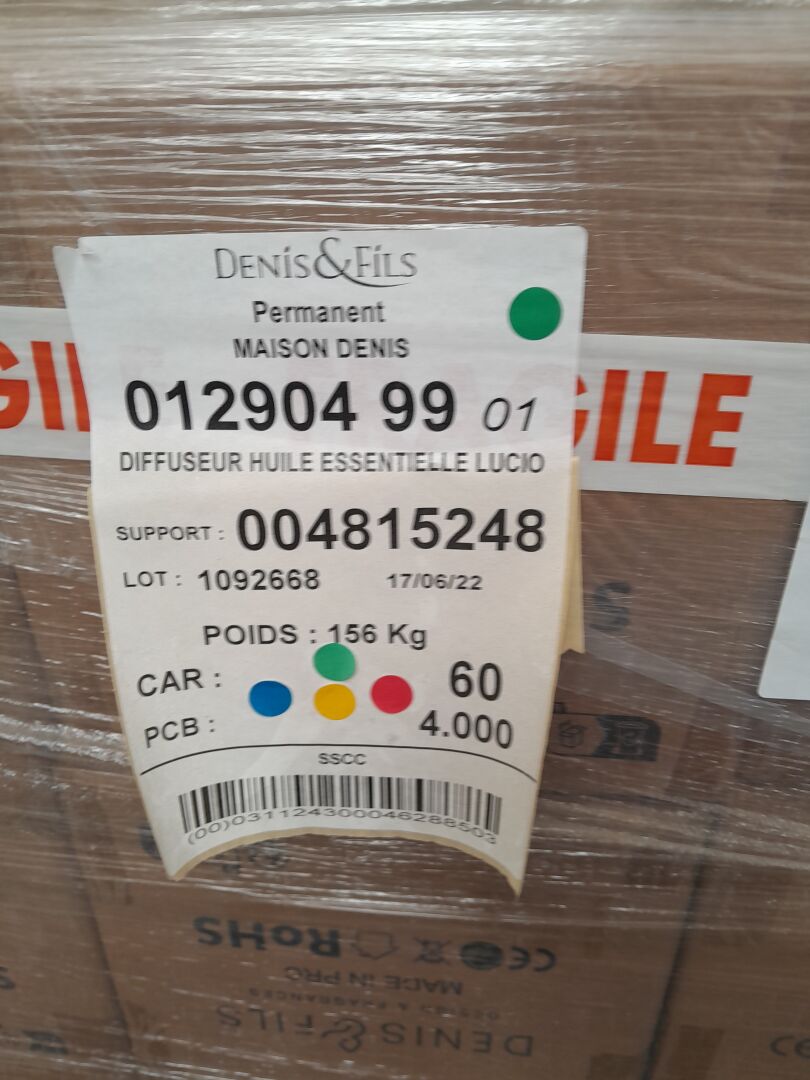 DENIS&FILS
Permanent
MAISON DENIS
012904 99 01
DIFFUSEUR HUILE ESSENTIELLE LUCIO
SUPPORT : 004815248
LOT : 1092668 17/06/22
POIDS : 156 Kg
CAR : 60
PCB : 4.000
SSCC
(00)031124300046288503
GILE
CE RoHS
MADE IN PRC
DENIS & FILS